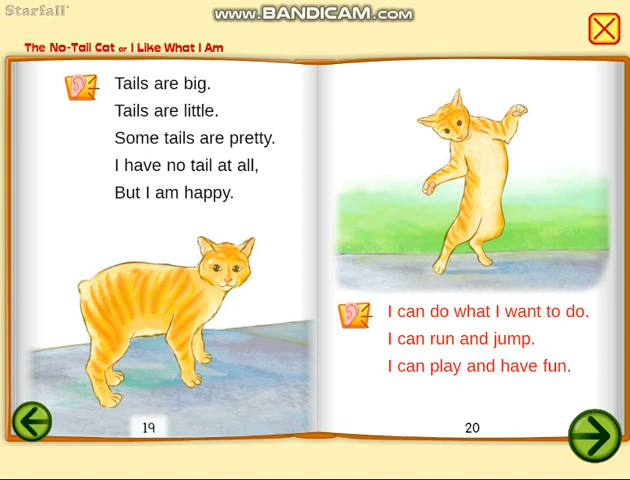 Starfall
www.BANDICAM.com
The No-Tail Cat or I Like What I Am
Tails are big.
Tails are little.
Some tails are pretty.
I have no tail at all,
But I am happy.
19
I can do what I want to do.
I can run and jump.
I can play and have fun.
20